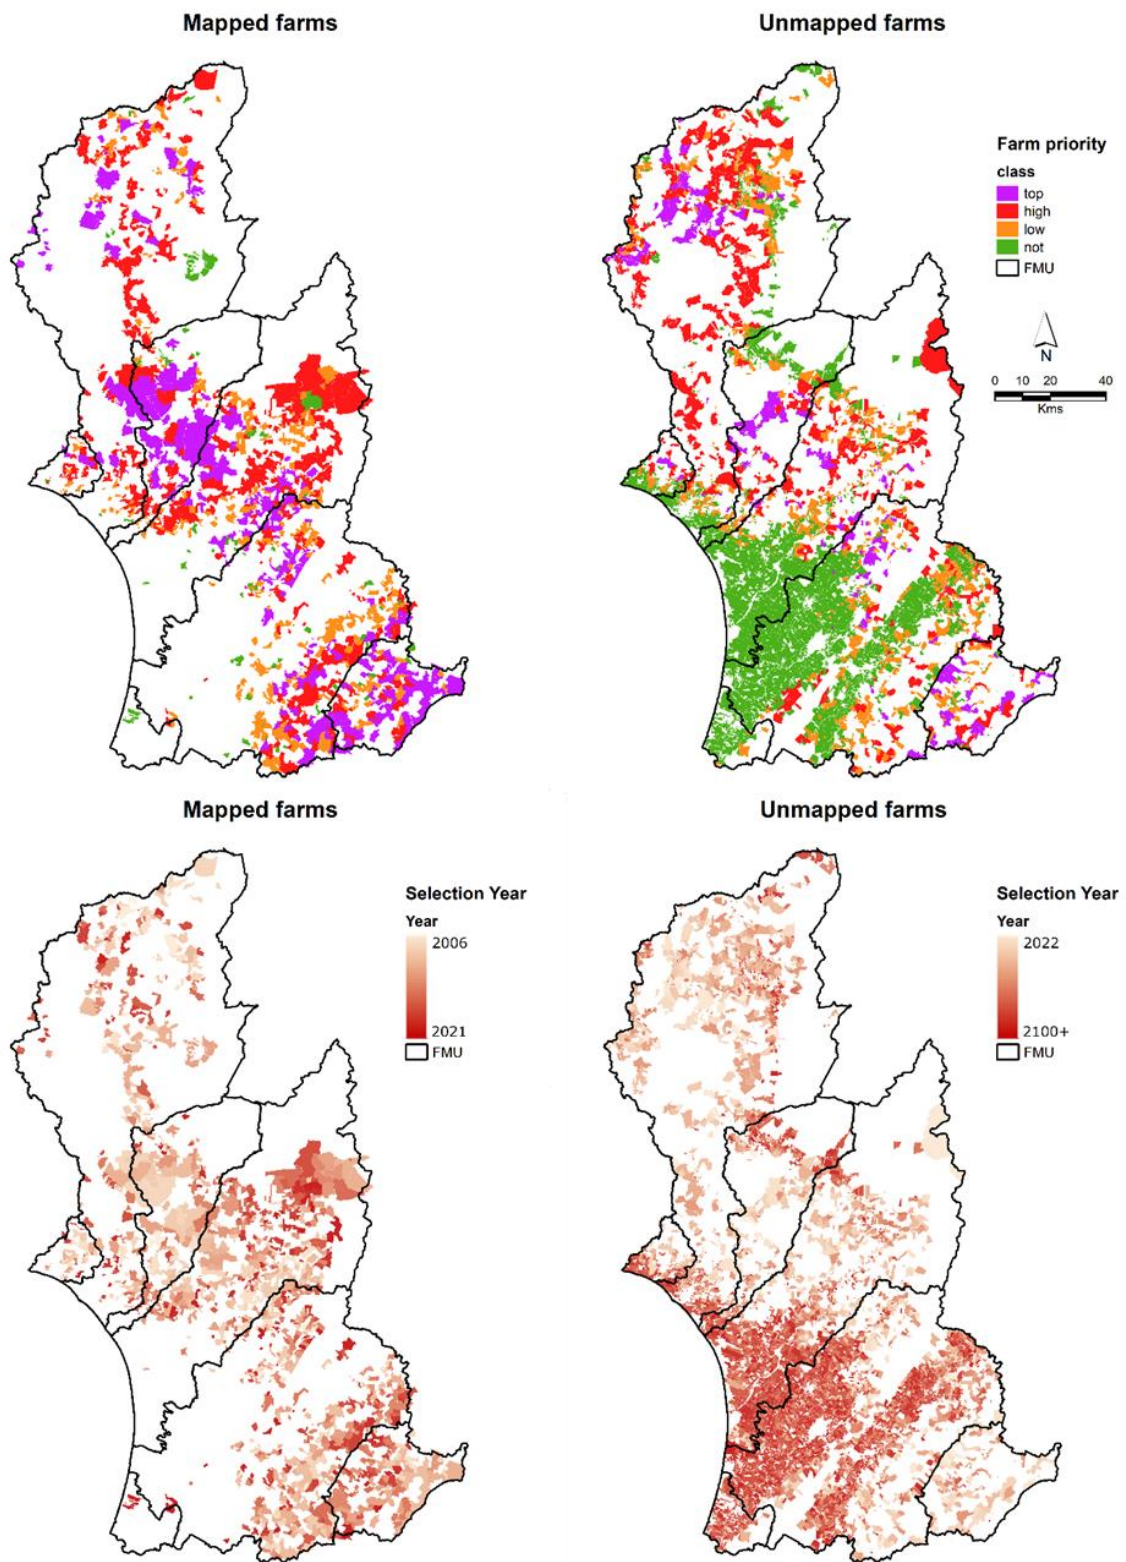 Mapped farms
Unmapped farms
Farm priority
class
top
high
low
not
FMU
N
0 10 20 40
Kms
Mapped farms
Unmapped farms
Selection Year
Year
2006
2021
FMU
Selection Year
Year
2022
2100+
FMU